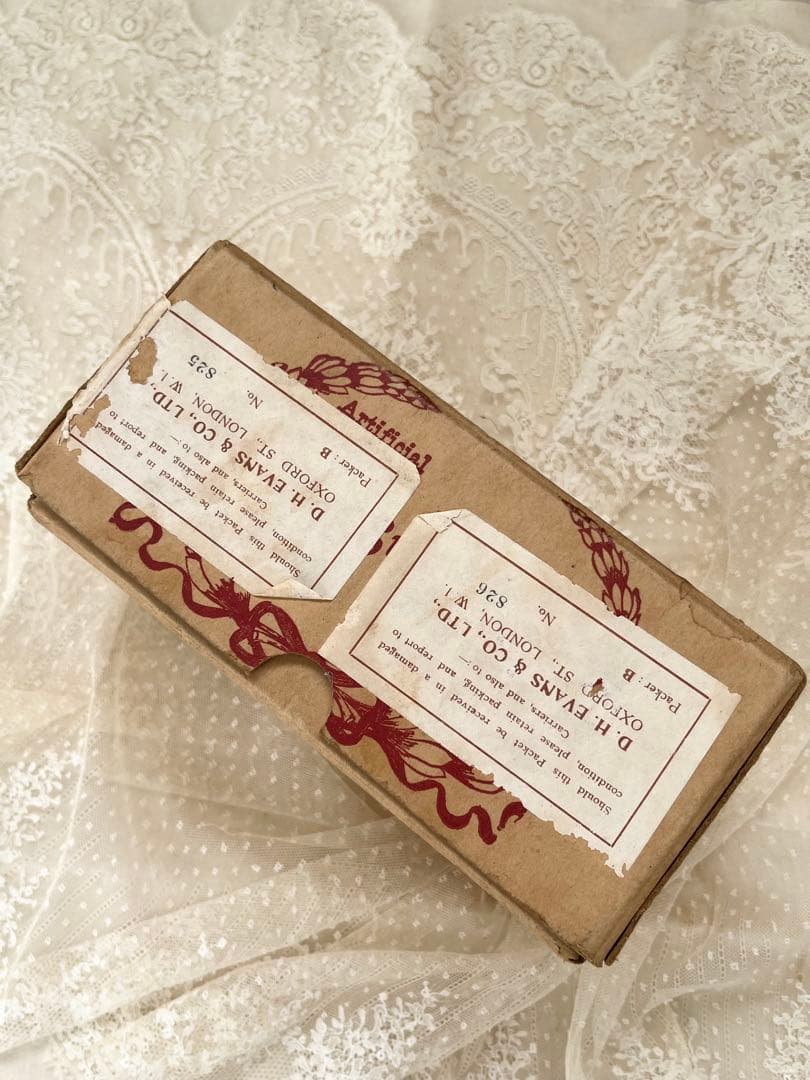 Artificial
Should this Packet be received in a damaged
condition, please retain packing, and report to
Carriers, and also to:—
D. H. EVANS & CO., LTD.,
OXFORD ST., LONDON, W.1.
Packer: B
No. 825
Should this Packet be received in a damaged
condition, please retain packing, and report to
Carriers, and also to:—
D. H. EVANS & CO., LTD.,
OXFORD ST., LONDON, W.1.
Packer: B
No. 826